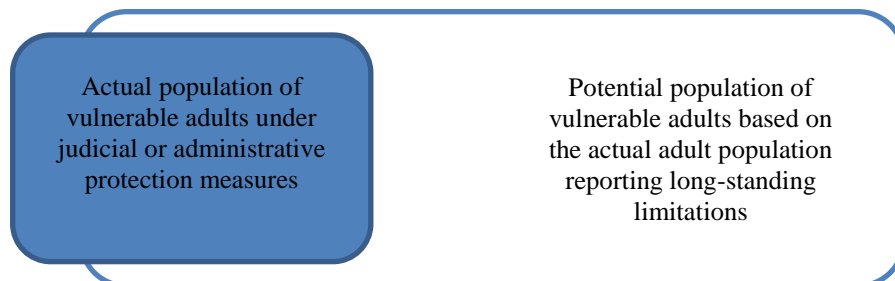 Actual population of
vulnerable adults under
judicial or administrative
protection measures
Potential population of
vulnerable adults based on
the actual adult population
reporting long-standing
limitations